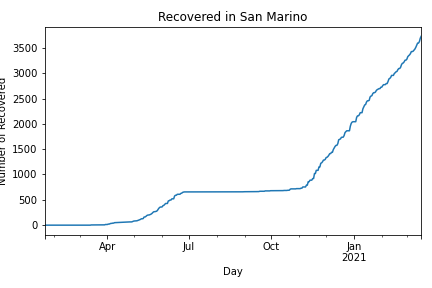 Recovered in San Marino
Number of Recovered
3500
3000
2500
2000
1500
1000
500
0
Apr
Jul
Oct
Jan
2021
Day